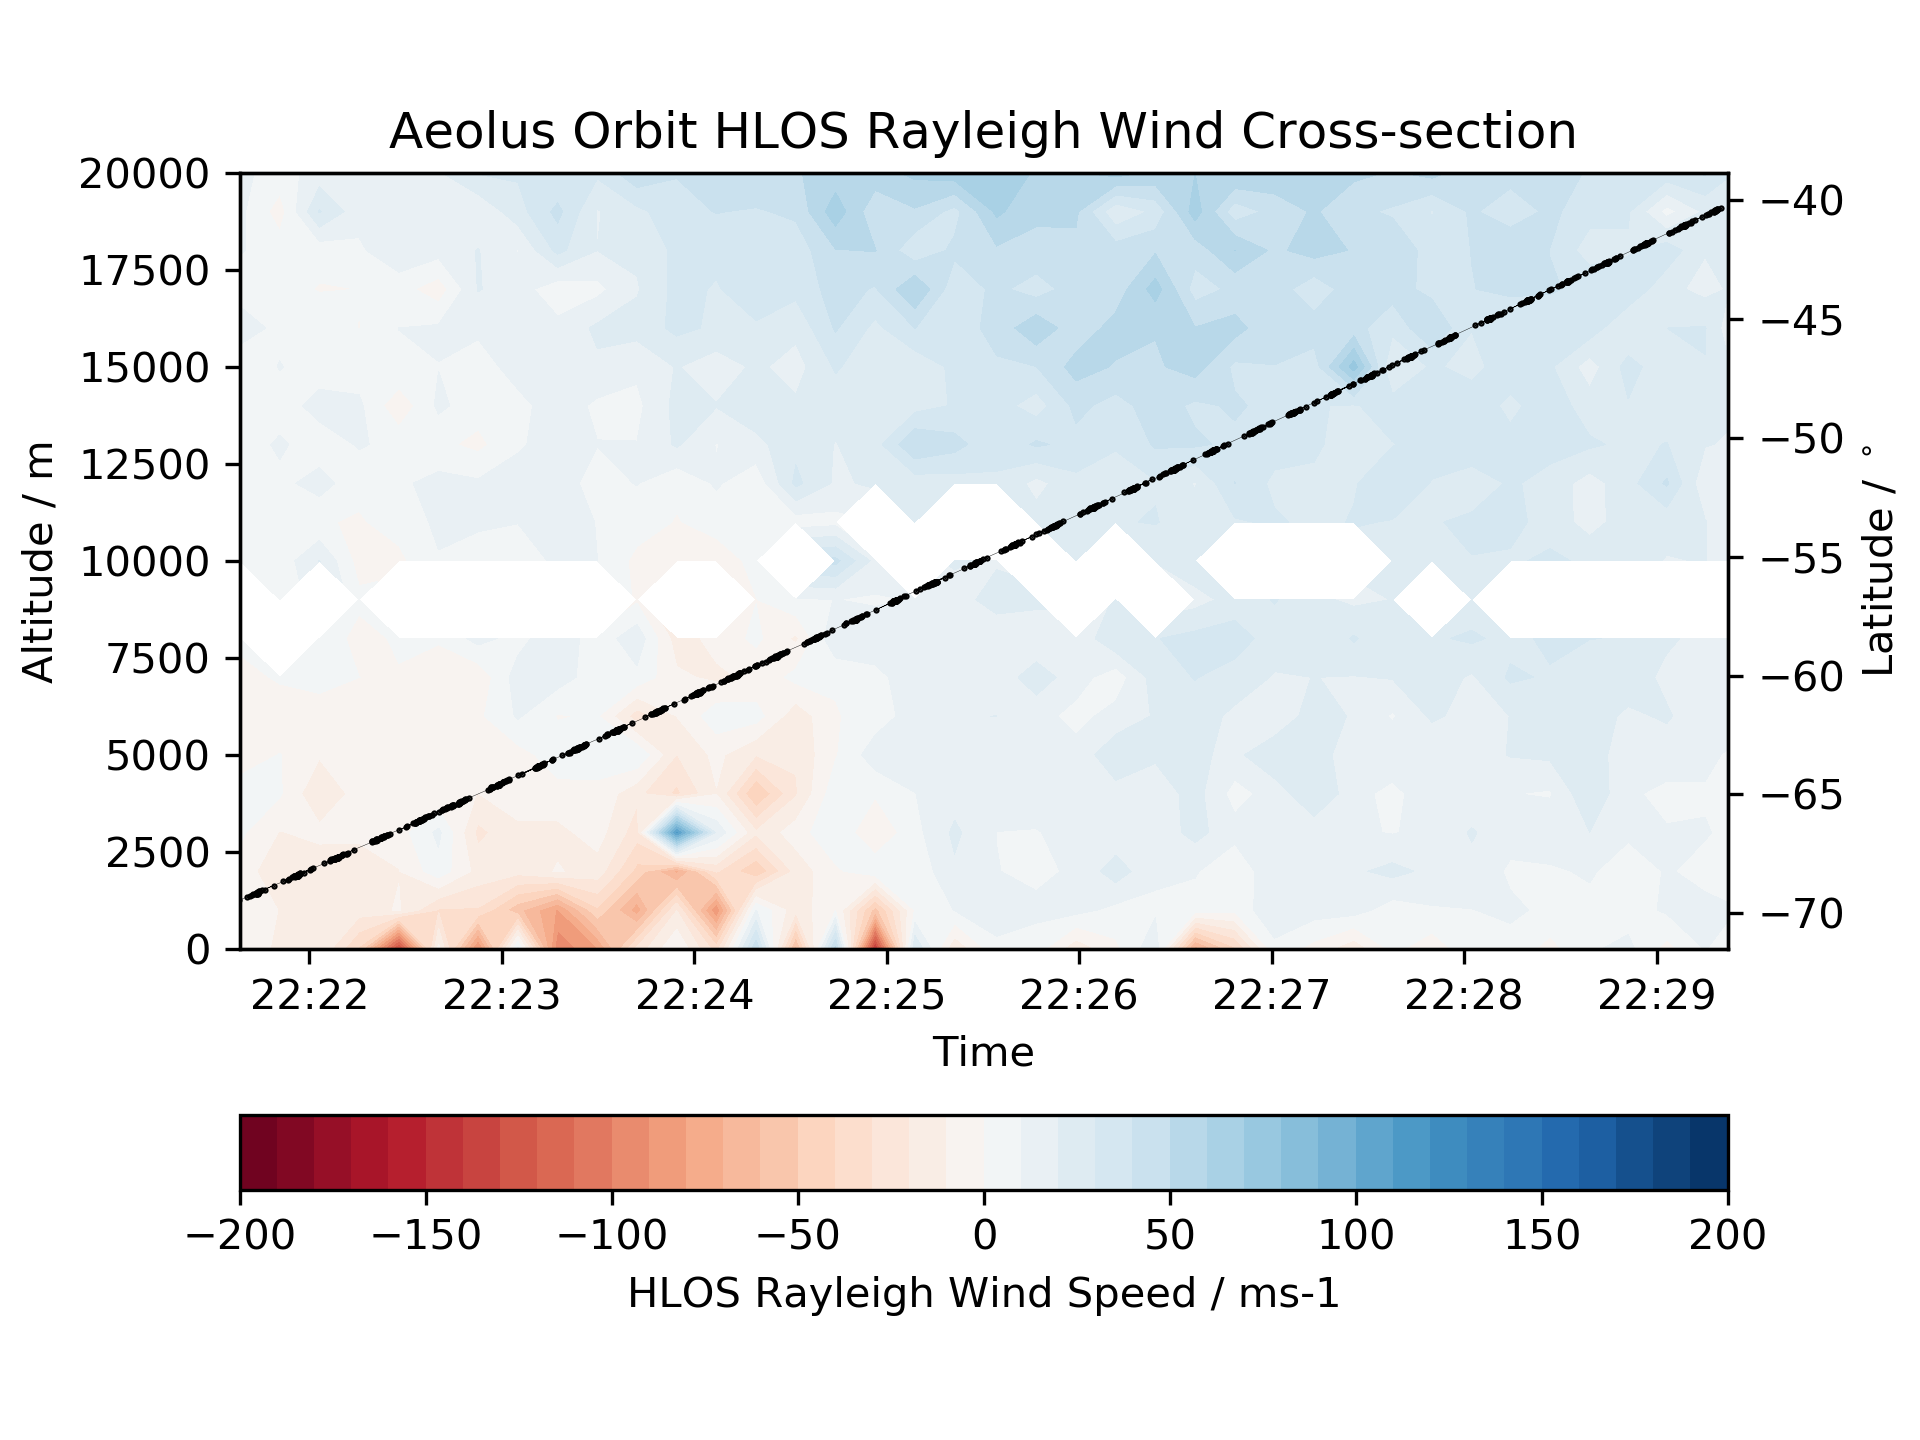 Aeolus Orbit HLOS Rayleigh Wind Cross-section
20000
17500
15000
12500
10000
7500
5000
2500
0
Altitude / m
−40
−45
−50
−55
−60
−65
−70
Latitude / °
22:22 22:23 22:24 22:25 22:26 22:27 22:28 22:29
Time
−200 −150 −100 −50 0 50 100 150 200
HLOS Rayleigh Wind Speed / ms-1